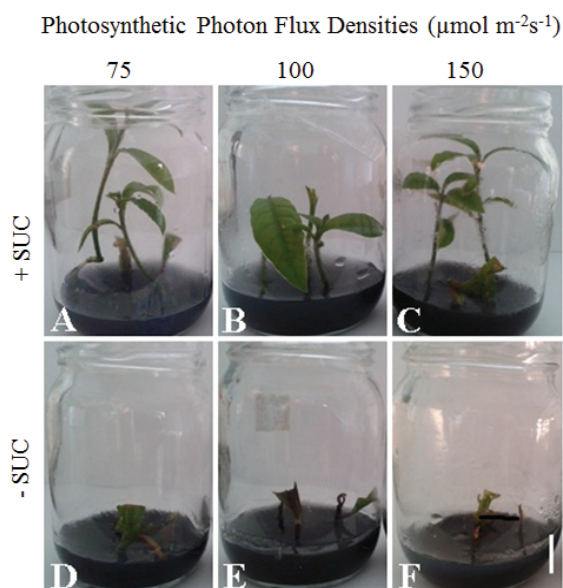 Photosynthetic Photon Flux Densities (µmol m⁻²s⁻¹)
75 100 150
+ SUC
A B C
- SUC
D E F